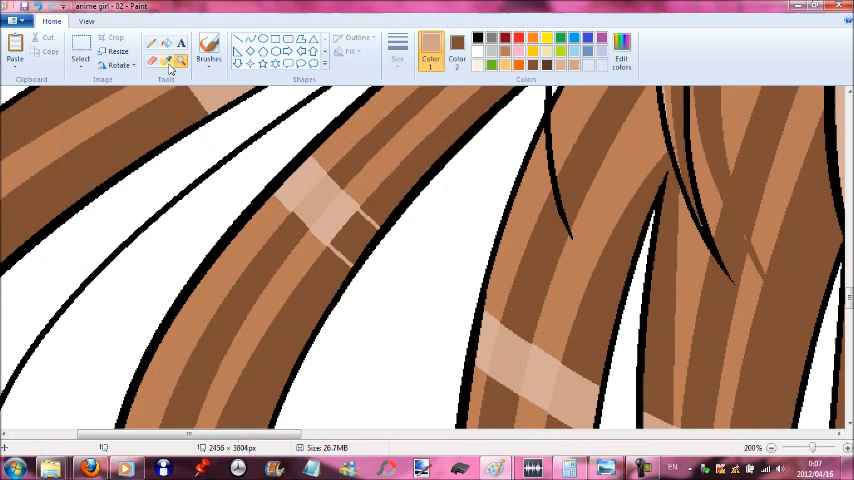 anime girl - 02 - Paint
Home
View
Paste
Cut
Copy
Clipboard
Select
Crop
Resize
Rotate
Image
A
Tools
Brushes
Outline
Fill
Shapes
Size
Color
1
Color
2
Edit
colors
Colors
2456 × 3804px
Size: 26.7MB
200%
EN
0:07
2012/04/16